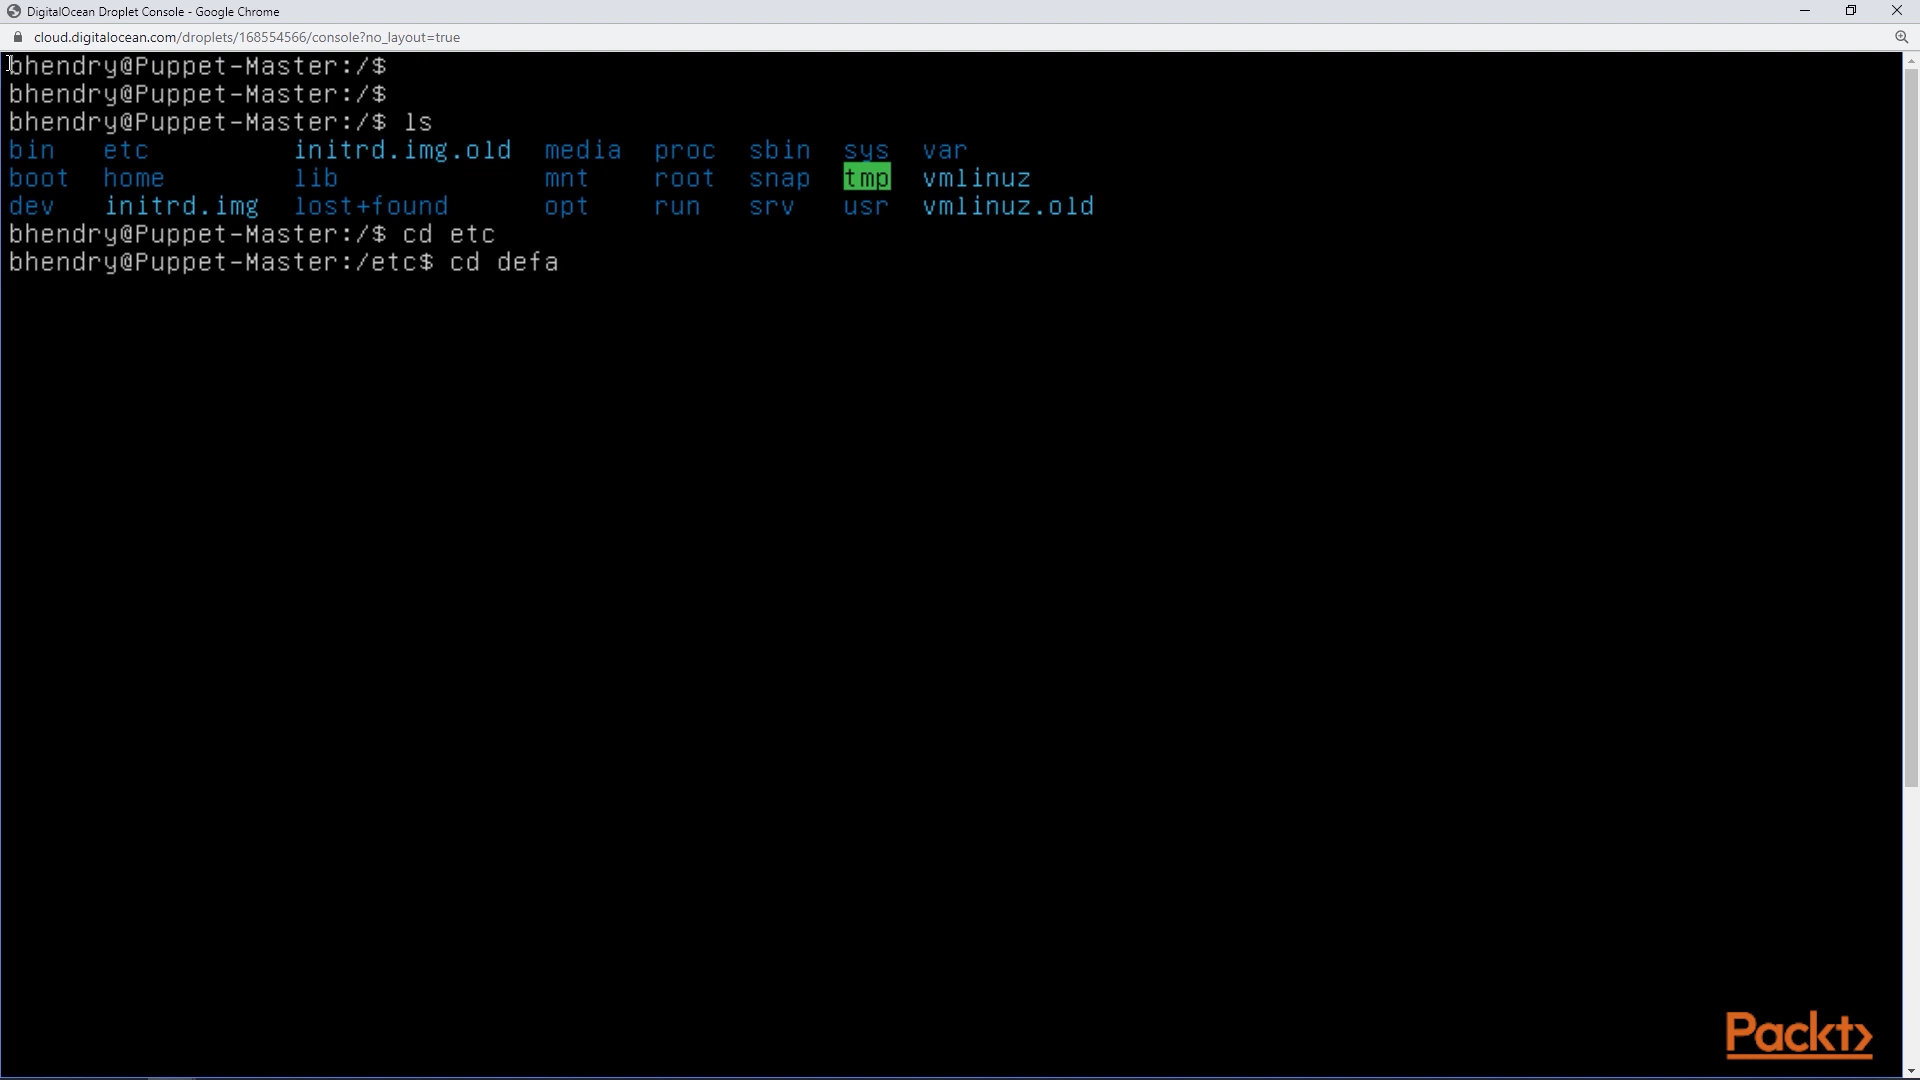 DigitalOcean Droplet Console - Google Chrome
cloud.digitalocean.com/droplets/168554566/console?no_layout=true
bhendry@Puppet-Master:/$
bhendry@Puppet-Master:/$
bhendry@Puppet-Master:/$ ls
bin etc initrd.img.old media proc sbin sys var
boot home lib mnt root snap tmp vmlinuz
dev initrd.img lost+found opt run srv usr vmlinuz.old
bhendry@Puppet-Master:/$ cd etc
bhendry@Puppet-Master:/etc$ cd defa
Packt>